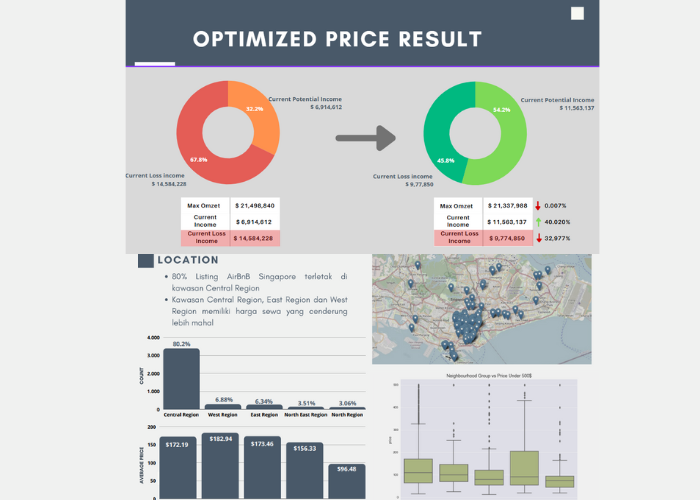 OPTIMIZED PRICE RESULT
32.2%
Current Potential Income
$ 6,914,612
67.8%
Current Loss income
$ 14,584,228
54.2%
Current Potential Income
$ 11,563,137
45.8%
Current Loss income
$ 9,77,850
Max Omzet $ 21,498,840
Current Income $ 6,914,612
Current Loss Income $ 14,584,228
Max Omzet $ 21,337,988 0.007%
Current Income $ 11,563,137 40.020%
Current Loss Income $ 9,774,850 32,977%
LOCATION
80% Listing AirBnB Singapore terletak di
kawasan Central Region
Kawasan Central Region, East Region dan West
Region memiliki harga sewa yang cenderung
lebih mahal
COUNT
4.000
3.000
2.000
1.000
0
80.2%
6.88%
6.34%
3.51%
3.06%
Central Region West Region East Region North East Region North Region
AVERAGE PRICE
200
150
100
50
$172.19
$182.94
$173.46
$156.33
$96.48
Neighbourhood Group vs Price Under 500$
price